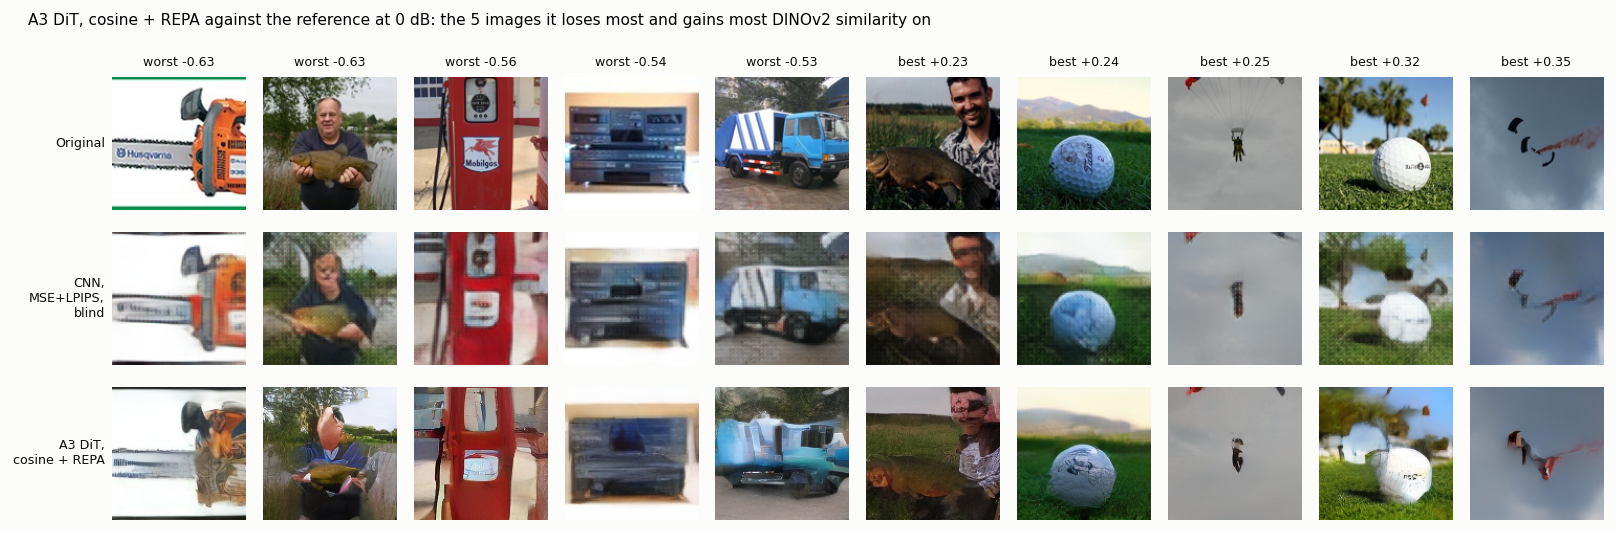 A3 DiT, cosine + REPA against the reference at 0 dB: the 5 images it loses most and gains most DINOv2 similarity on
worst -0.63 worst -0.63 worst -0.56 worst -0.54 worst -0.53 best +0.23 best +0.24 best +0.25 best +0.32 best +0.35
Original
Husqvarna
Mobilgas
CNN,
MSE+LPIPS,
blind
A3 DiT,
cosine + REPA